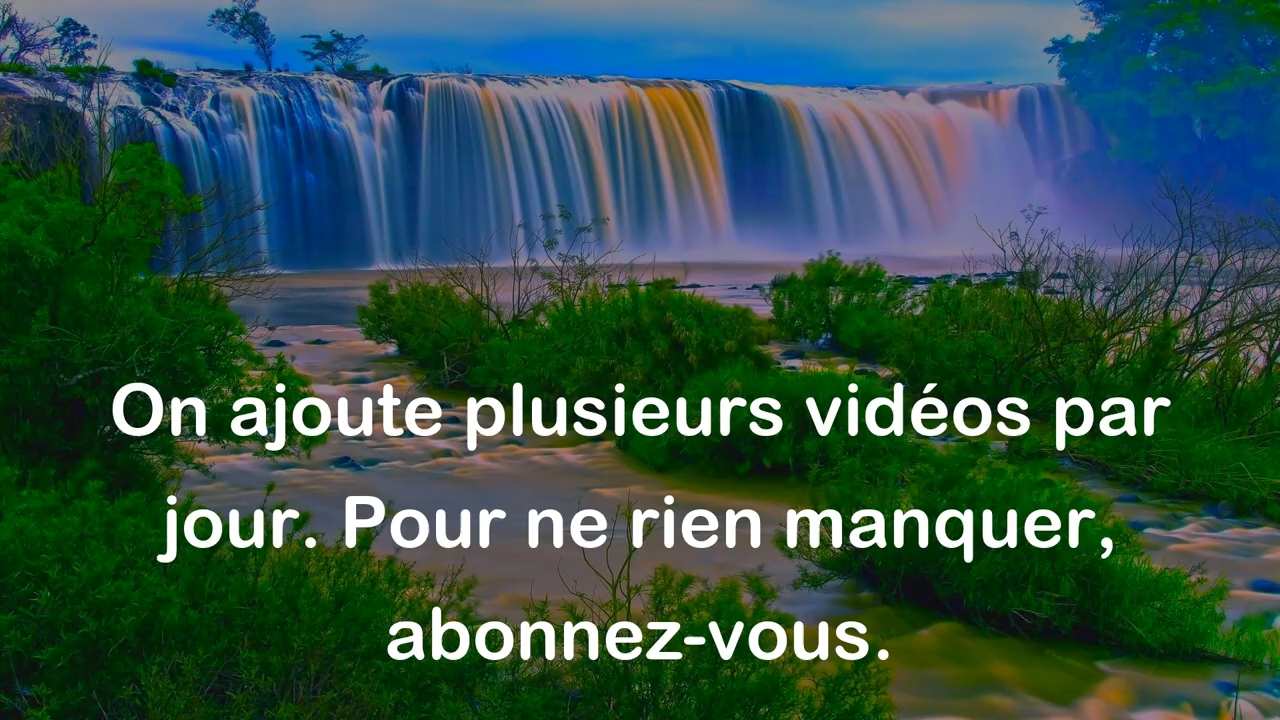 On ajoute plusieurs vidéos par
jour. Pour ne rien manquer,
abonnez-vous.